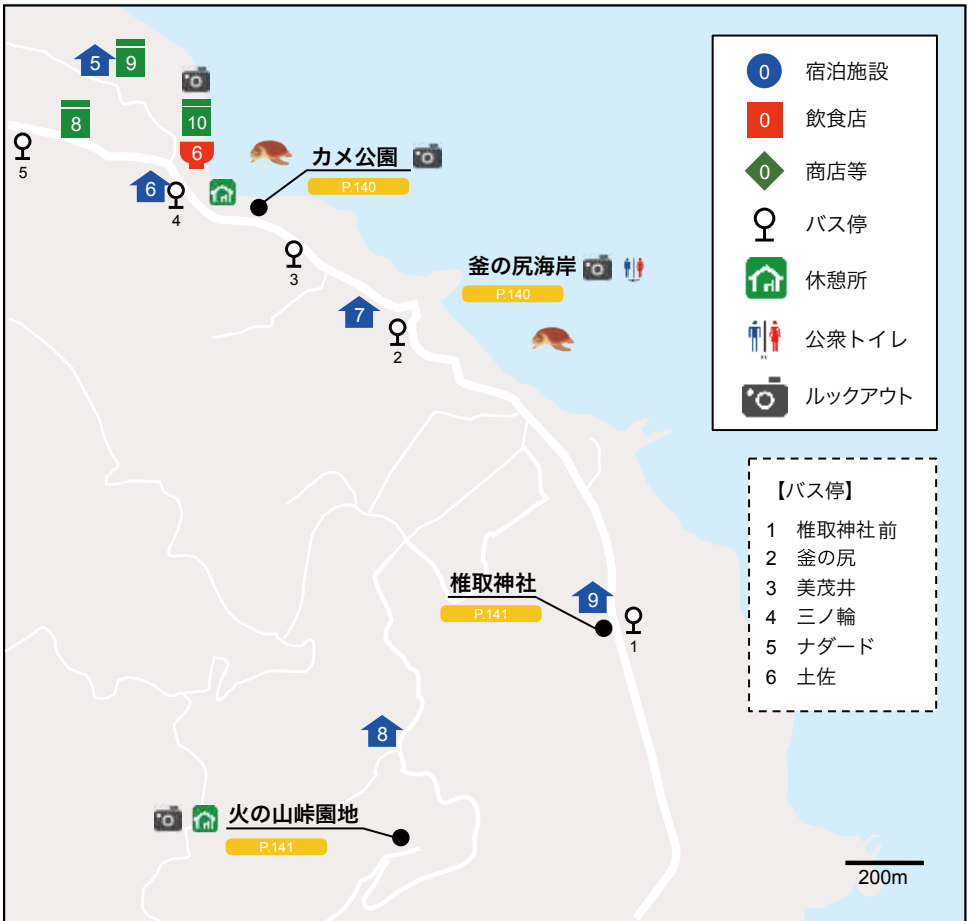 5
9
8
10
6
5
6
4
カメ公園
P.140
3
釜の尻海岸
P.140
7
2
椎取神社
P.141
9
1
8
火の山峠園地
P.141
0 宿泊施設
0 飲食店
0 商店等
バス停
休憩所
公衆トイレ
ルックアウト
【バス停】
1 椎取神社前
2 釜の尻
3 美茂井
4 三ノ輪
5 ナダード
6 土佐
200m